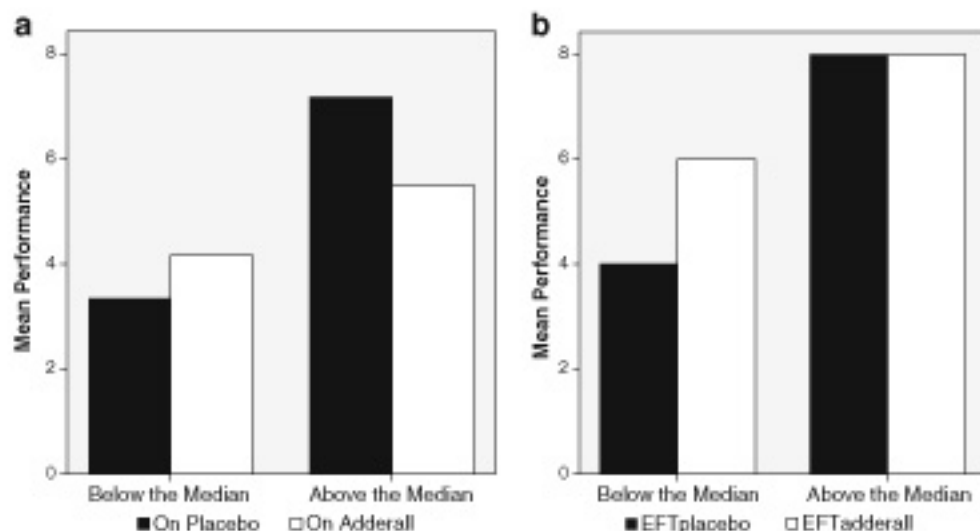 a
8
6
4
2
0
Mean Performance
Below the Median
Above the Median
On Placebo
On Adderall
b
8
6
4
2
0
Mean Performance
Below the Median
Above the Median
EFTplacebo
EFTadderall